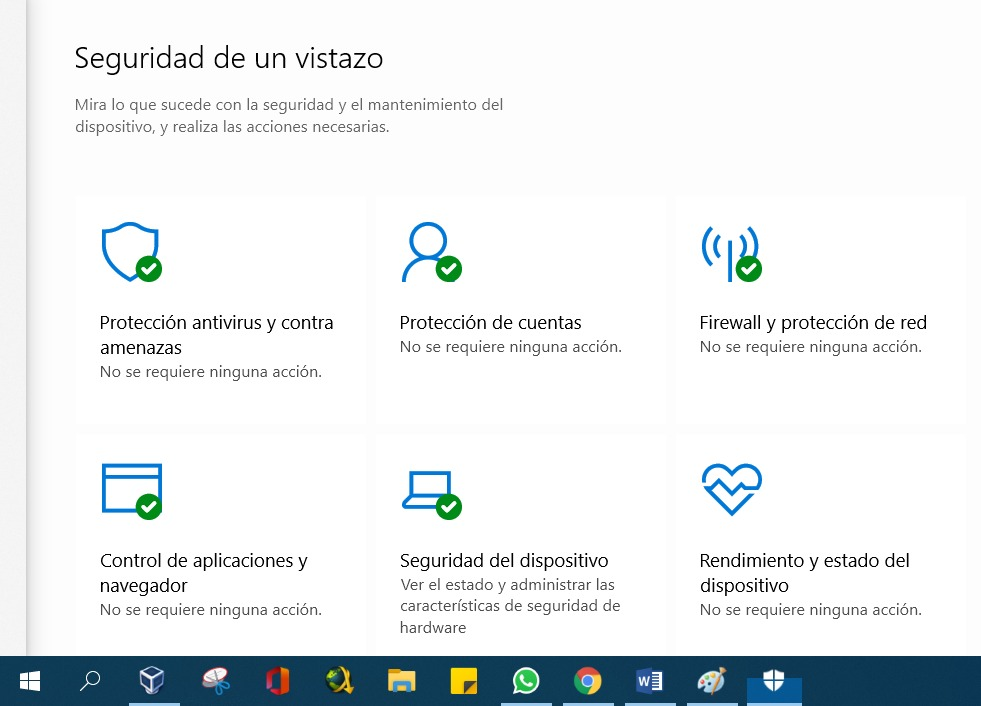 Seguridad de un vistazo
Mira lo que sucede con la seguridad y el mantenimiento del
dispositivo, y realiza las acciones necesarias.
Protección antivirus y contra
amenazas
No se requiere ninguna acción.
Protección de cuentas
No se requiere ninguna acción.
Firewall y protección de red
No se requiere ninguna acción.
Control de aplicaciones y
navegador
No se requiere ninguna acción.
Seguridad del dispositivo
Ver el estado y administrar las
características de seguridad de
hardware
Rendimiento y estado del
dispositivo
No se requiere ninguna acción.
W